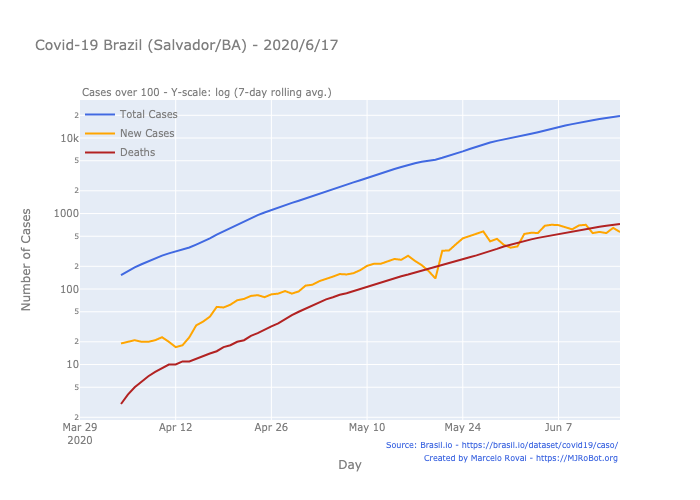 Covid-19 Brazil (Salvador/BA) - 2020/6/17
Cases over 100 - Y-scale: log (7-day rolling avg.)
Total Cases
New Cases
Deaths
2
10k
5
2
1000
5
2
100
5
2
10
5
2
Number of Cases
Mar 29
2020
Apr 12
Apr 26
May 10
May 24
Jun 7
Day
Source: Brasil.io - https://brasil.io/dataset/covid19/caso/
Created by Marcelo Rovai - https://MJRoBot.org